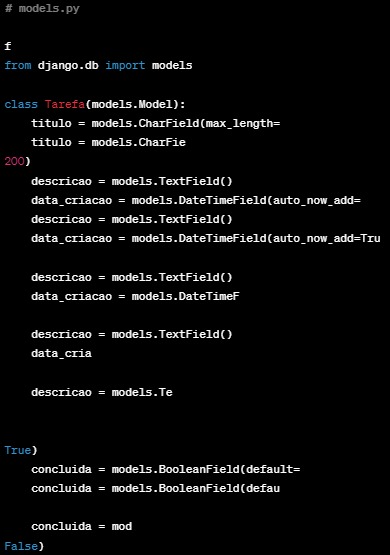 # models.py
f
from django.db import models
class Tarefa(models.Model):
    titulo = models.CharField(max_length=
    titulo = models.CharFie
200)
    descricao = models.TextField()
    data_criacao = models.DateTimeField(auto_now_add=
    descricao = models.TextField()
    data_criacao = models.DateTimeField(auto_now_add=Tru
    descricao = models.TextField()
    data_criacao = models.DateTimeF
    descricao = models.TextField()
    data_cria
    descricao = models.Te
True)
    concluida = models.BooleanField(default=
    concluida = models.BooleanField(defau
    concluida = mod
False)